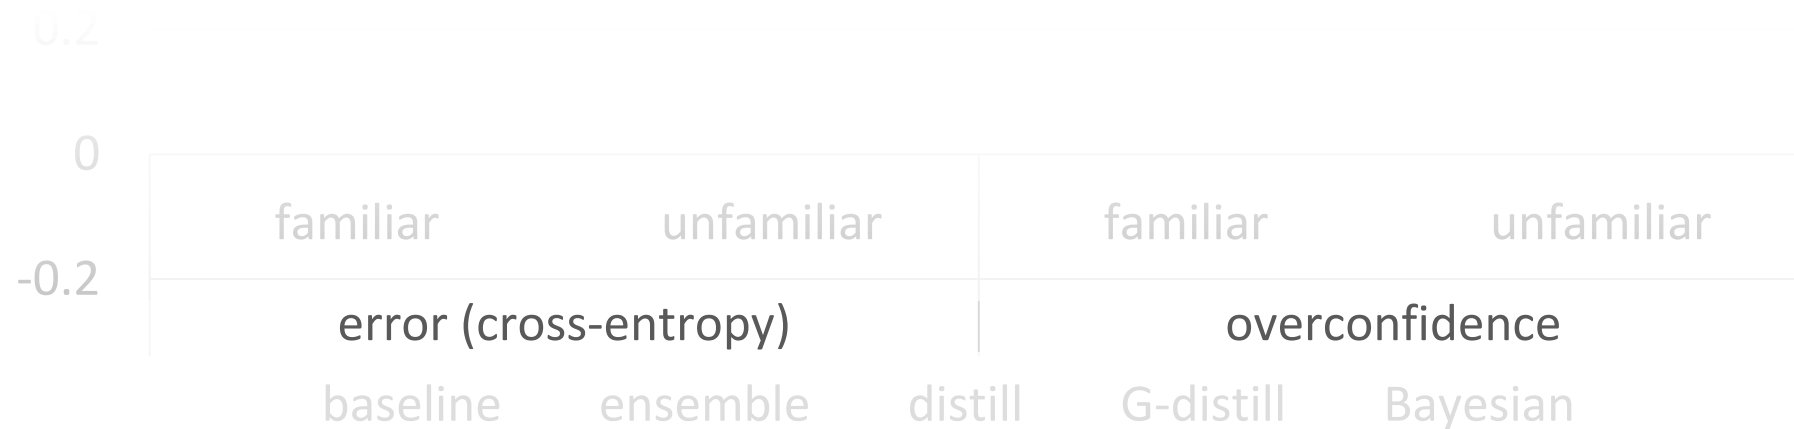 0.2
0
familiar unfamiliar familiar unfamiliar
-0.2
error (cross-entropy) overconfidence
baseline ensemble distill G-distill Bayesian